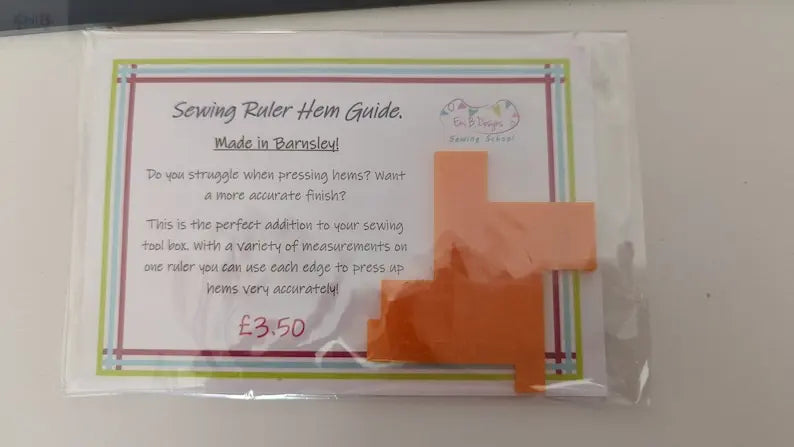 Sewing Ruler Hem Guide.
Made in Barnsley!
Do you struggle when pressing hems? Want
a more accurate finish?
This is the perfect addition to your sewing
tool box. With a variety of measurements on
one ruler you can use each edge to press up
hems very accurately!
£3.50
Em B Designs
Sewing School